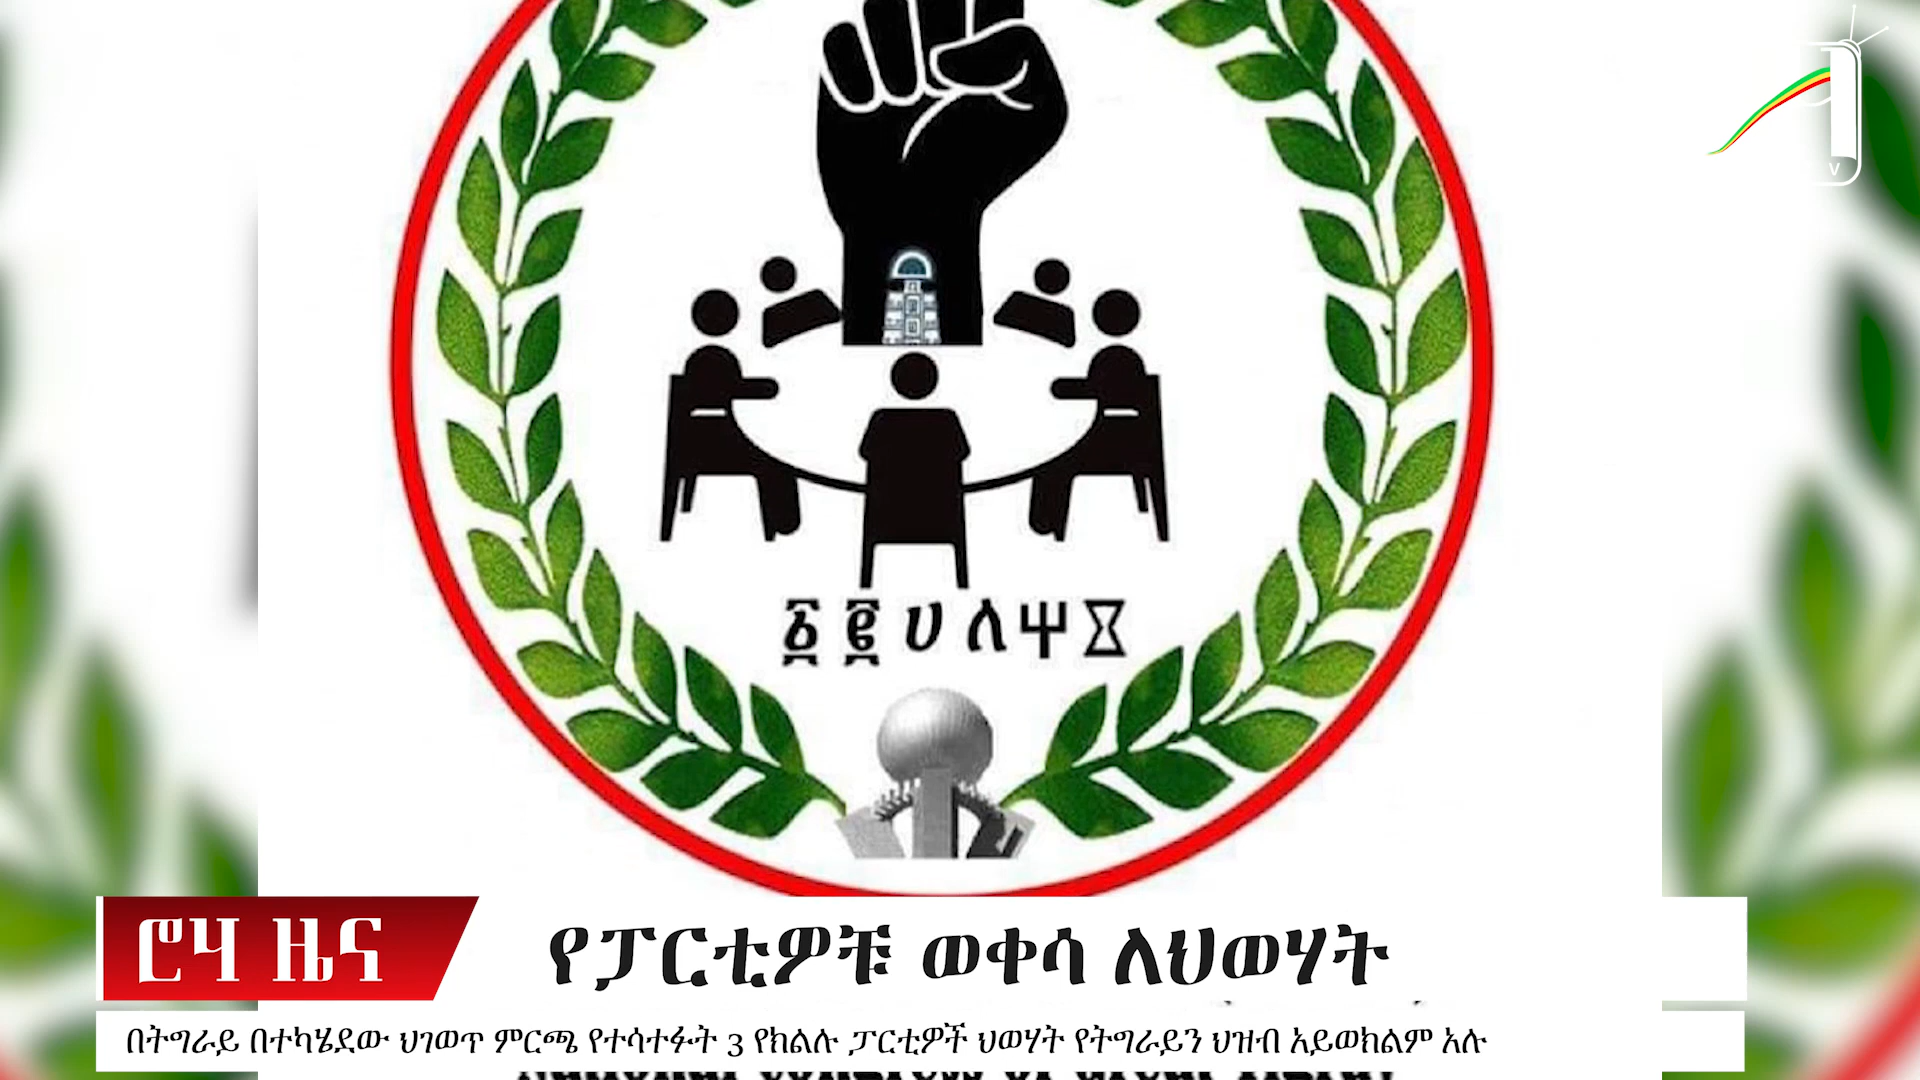 ፩ ፪ ሀ ለ
V
ሮሃ ዜና
የፓርቲዎቹ ወቀሳ ለህወሃት
በትግራይ በተካሄደው ህገወጥ ምርጫ የተሳተፉት 3 የክልሉ ፓርቲዎች ህወሃት የትግራይን ህዝብ አይወክልም አሉ